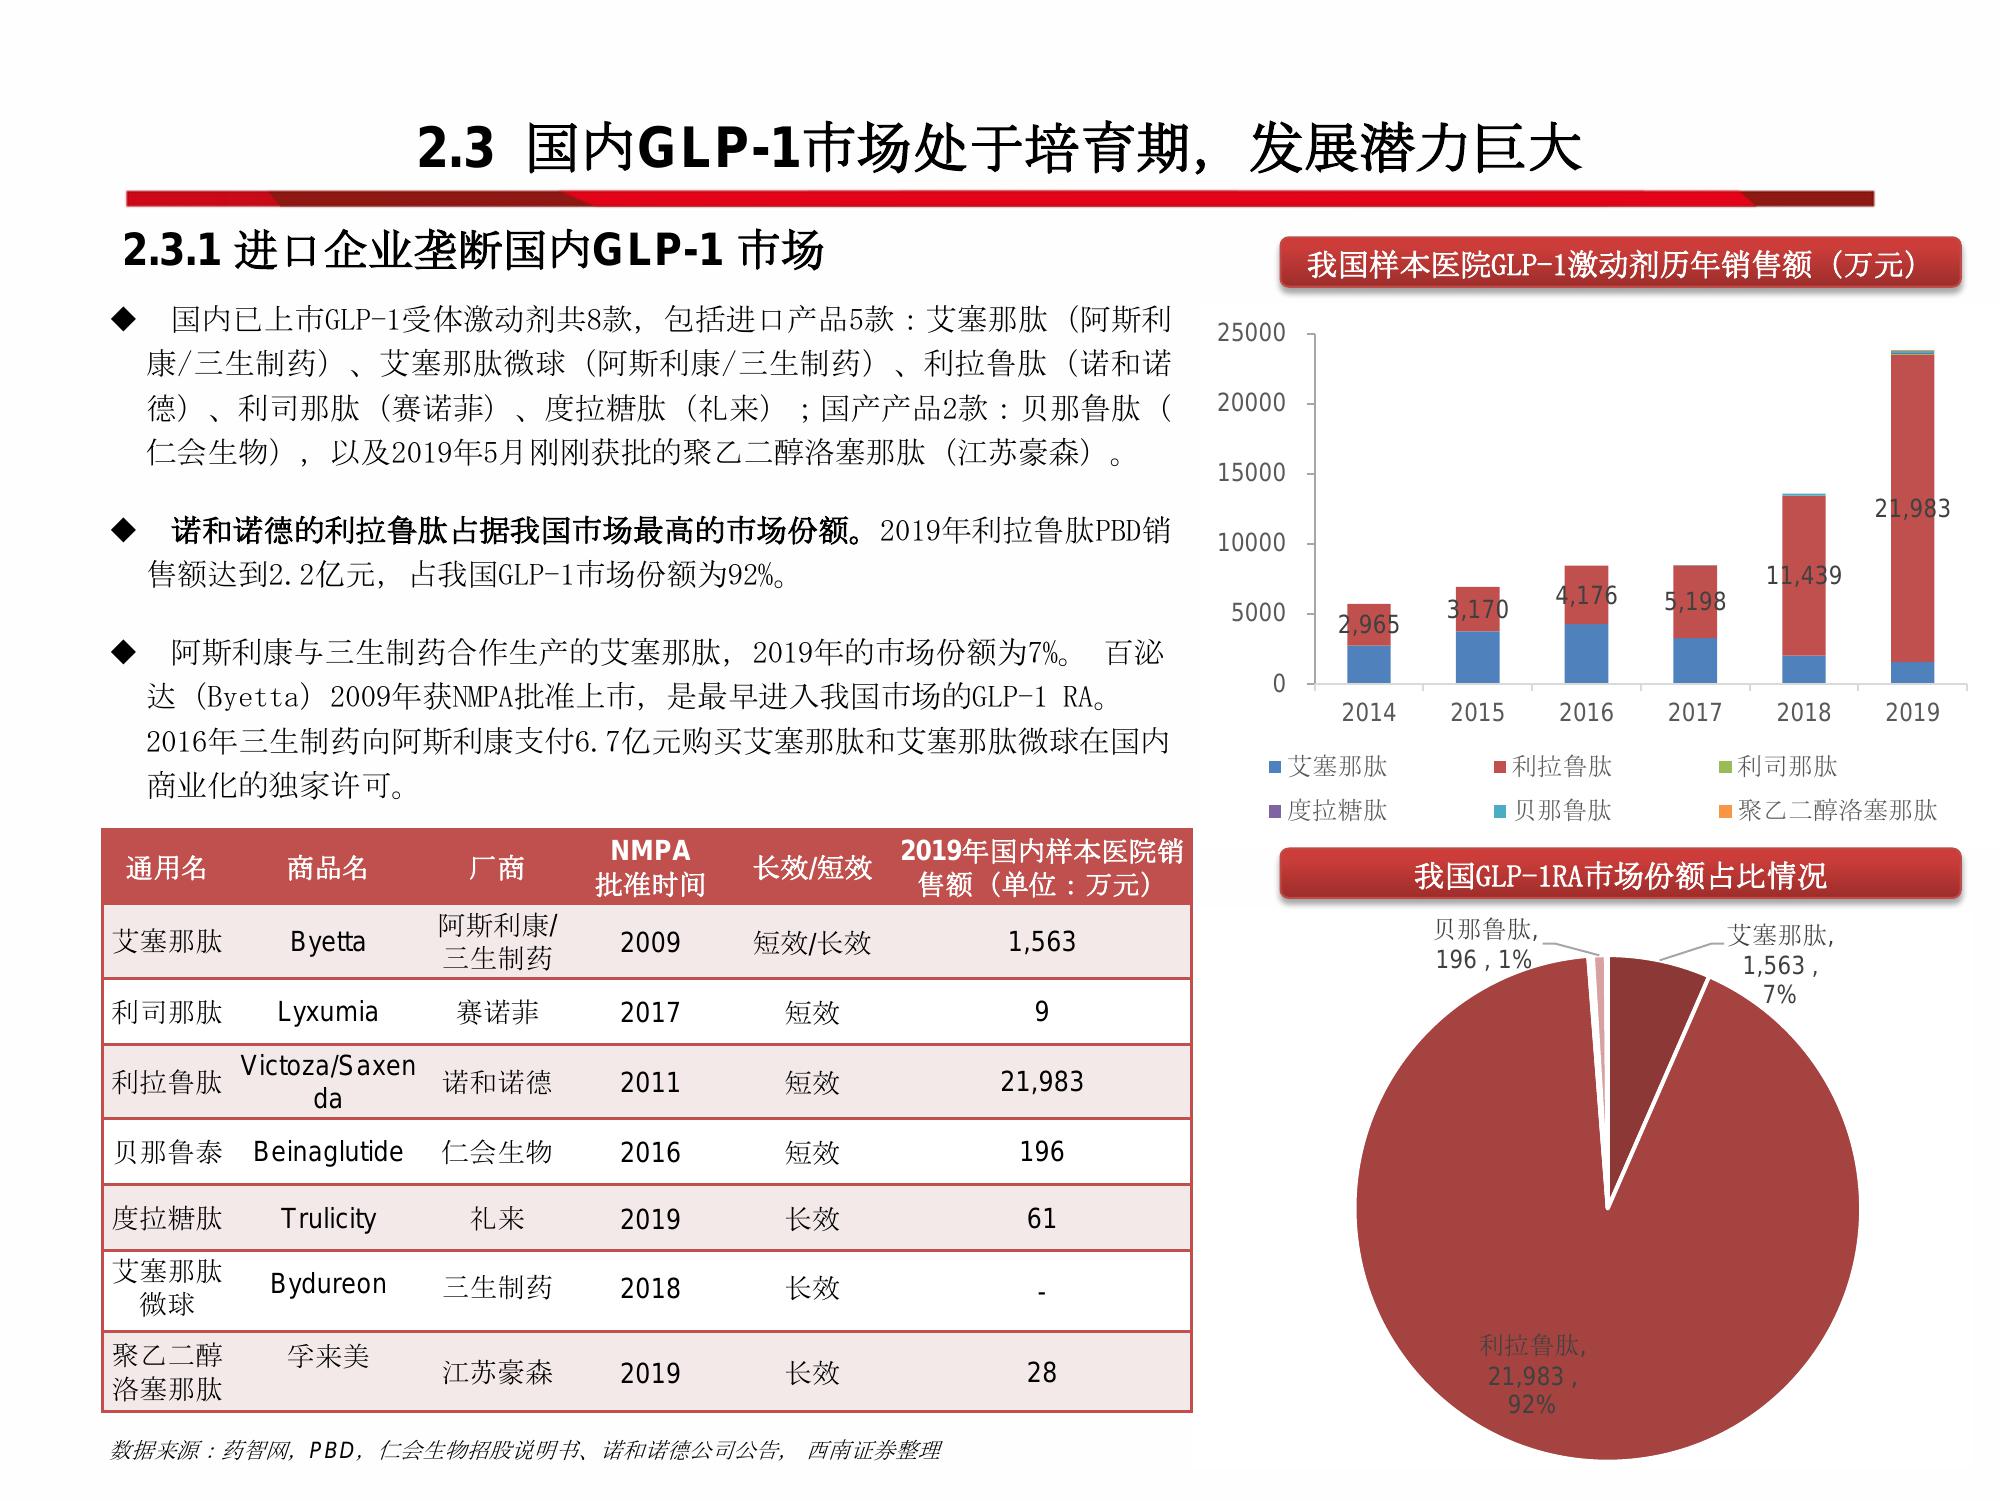 2.3 国内GLP-1市场处于培育期，发展潜力巨大
2.3.1 进口企业垄断国内GLP-1 市场
◆ 国内已上市GLP-1受体激动剂共8款，包括进口产品5款：艾塞那肽（阿斯利
康/三生制药）、艾塞那肽微球（阿斯利康/三生制药）、利拉鲁肽（诺和诺
德）、利司那肽（赛诺菲）、度拉糖肽（礼来）；国产产品2款：贝那鲁肽（
仁会生物），以及2019年5月刚刚获批的聚乙二醇洛塞那肽（江苏豪森）。
◆ 诺和诺德的利拉鲁肽占据我国市场最高的市场份额。2019年利拉鲁肽PBD销
售额达到2.2亿元，占我国GLP-1市场份额为92%。
◆ 阿斯利康与三生制药合作生产的艾塞那肽，2019年的市场份额为7%。 百泌
达（Byetta）2009年获NMPA批准上市，是最早进入我国市场的GLP-1 RA。
2016年三生制药向阿斯利康支付6.7亿元购买艾塞那肽和艾塞那肽微球在国内
商业化的独家许可。
通用名 商品名 厂商 NMPA 批准时间 长效/短效 2019年国内样本医院销
售额（单位：万元）
艾塞那肽 Byetta 阿斯利康/
三生制药 2009 短效/长效 1,563
利司那肽 Lyxumia 赛诺菲 2017 短效 9
利拉鲁肽 Victoza/Saxen
da 诺和诺德 2011 短效 21,983
贝那鲁泰 Beinaglutide 仁会生物 2016 短效 196
度拉糖肽 Trulicity 礼来 2019 长效 61
艾塞那肽
微球 Bydureon 三生制药 2018 长效 -
聚乙二醇
洛塞那肽 孚来美 江苏豪森 2019 长效 28
数据来源：药智网，PBD，仁会生物招股说明书、诺和诺德公司公告， 西南证券整理
我国样本医院GLP-1激动剂历年销售额（万元）
25000
20000
15000
10000
5000
0
2,965
3,170
4,176
5,198
11,439
21,983
2014 2015 2016 2017 2018 2019
艾塞那肽 利拉鲁肽 利司那肽
度拉糖肽 贝那鲁肽 聚乙二醇洛塞那肽
我国GLP-1RA市场份额占比情况
贝那鲁肽,
196 , 1%
艾塞那肽,
1,563 ,
7%
利拉鲁肽,
21,983 ,
92%